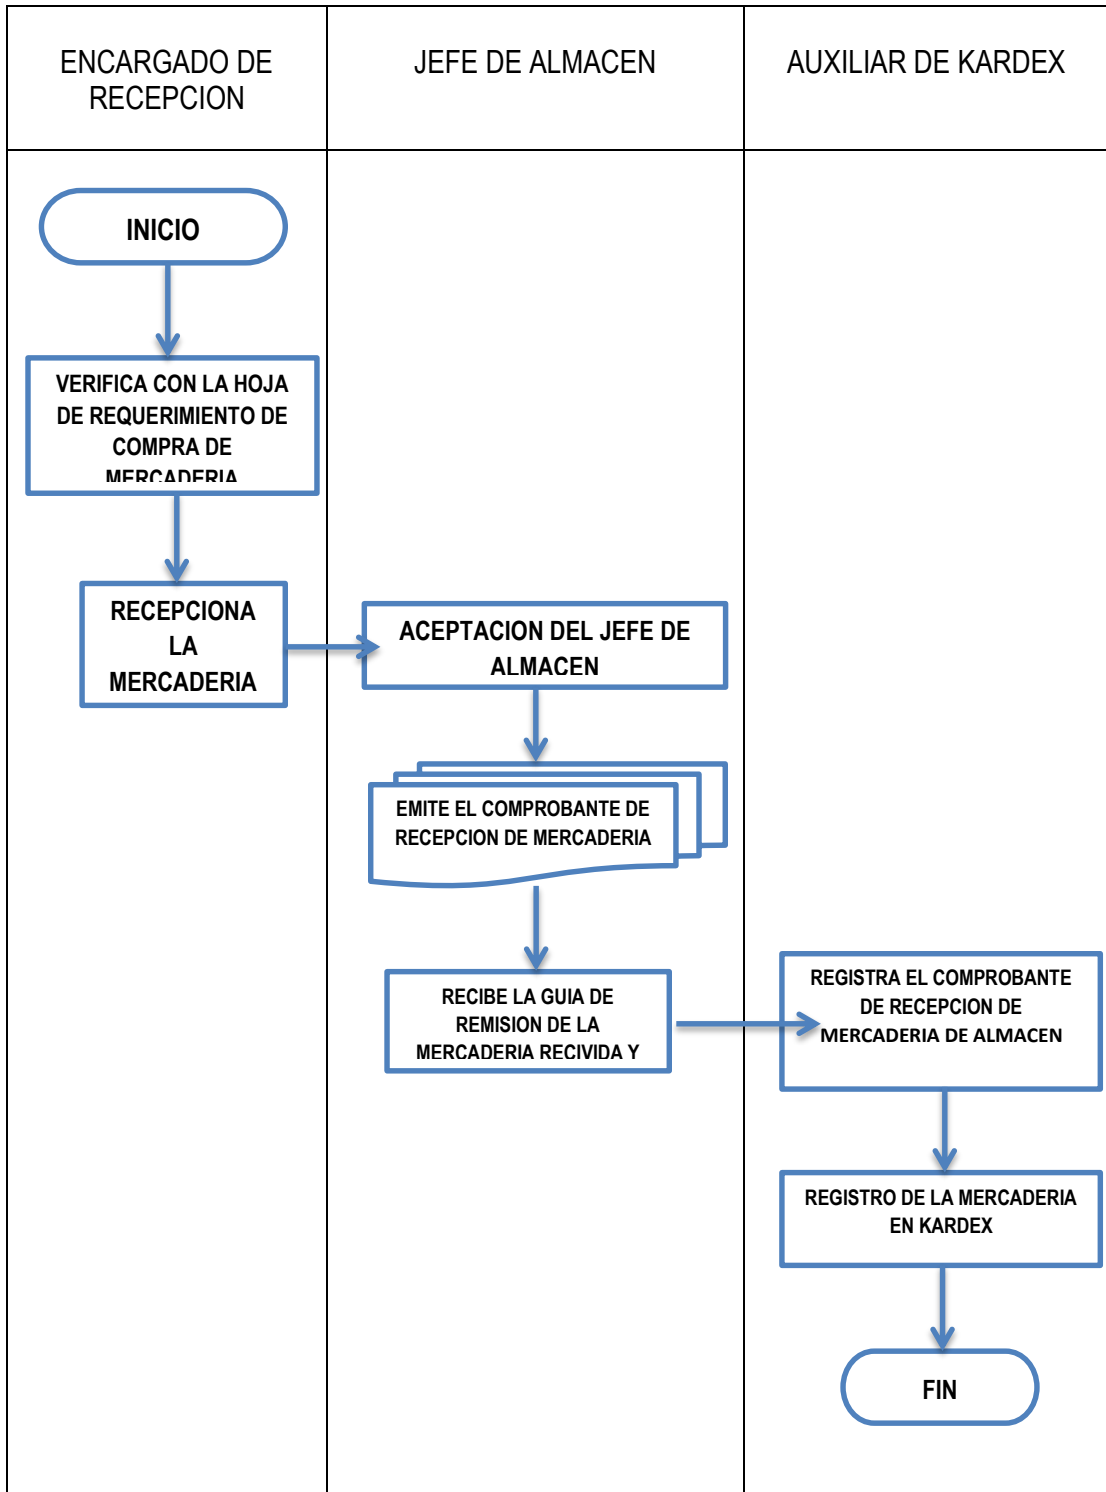 ENCARGADO DE
RECEPCION
JEFE DE ALMACEN
AUXILIAR DE KARDEX
INICIO
VERIFICA CON LA HOJA
DE REQUERIMIENTO DE
COMPRA DE
MERCADERIA
RECEPCIONA
LA
MERCADERIA
ACEPTACION DEL JEFE DE
ALMACEN
EMITE EL COMPROBANTE DE
RECEPCION DE MERCADERIA
RECIBE LA GUIA DE
REMISION DE LA
MERCADERIA RECIVIDA Y
REGISTRA EL COMPROBANTE
DE RECEPCION DE
MERCADERIA DE ALMACEN
REGISTRO DE LA MERCADERIA
EN KARDEX
FIN